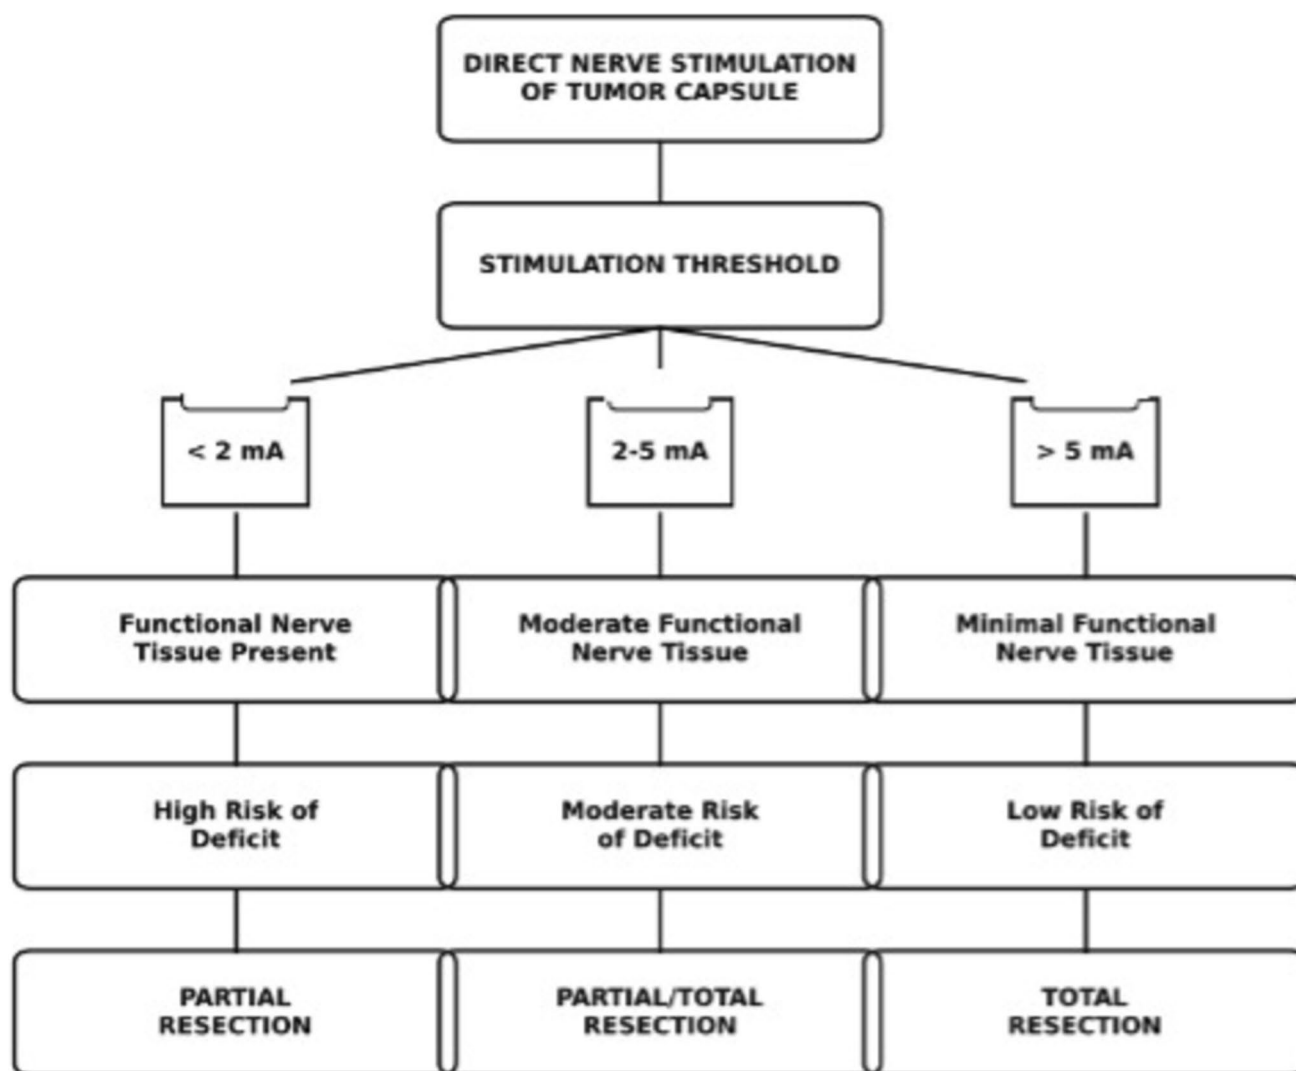 DIRECT NERVE STIMULATION
OF TUMOR CAPSULE
STIMULATION THRESHOLD
< 2 mA
2-5 mA
> 5 mA
Functional Nerve
Tissue Present
Moderate Functional
Nerve Tissue
Minimal Functional
Nerve Tissue
High Risk of
Deficit
Moderate Risk
of Deficit
Low Risk of
Deficit
PARTIAL
RESECTION
PARTIAL/TOTAL
RESECTION
TOTAL
RESECTION